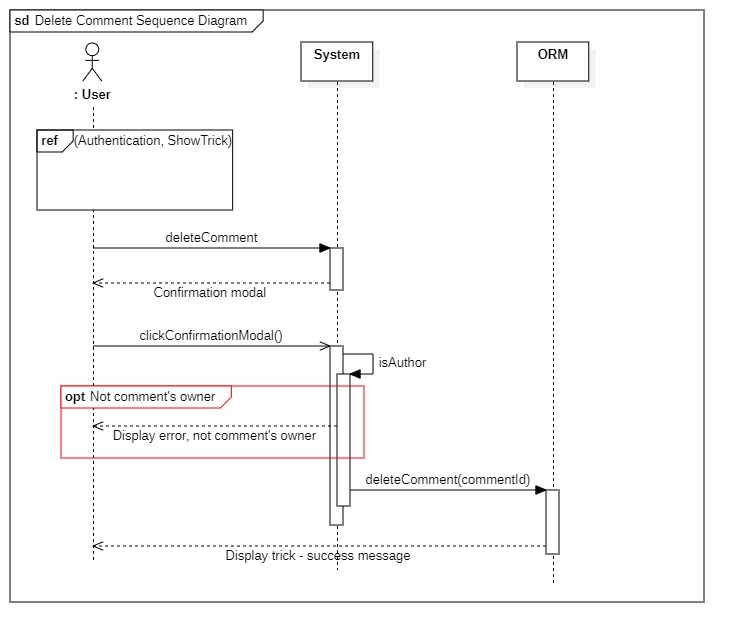 sd Delete Comment Sequence Diagram
System
ORM
: User
ref (Authentication, ShowTrick)
deleteComment
Confirmation modal
clickConfirmationModal()
isAuthor
opt Not comment's owner
Display error, not comment's owner
deleteComment(commentId)
Display trick - success message